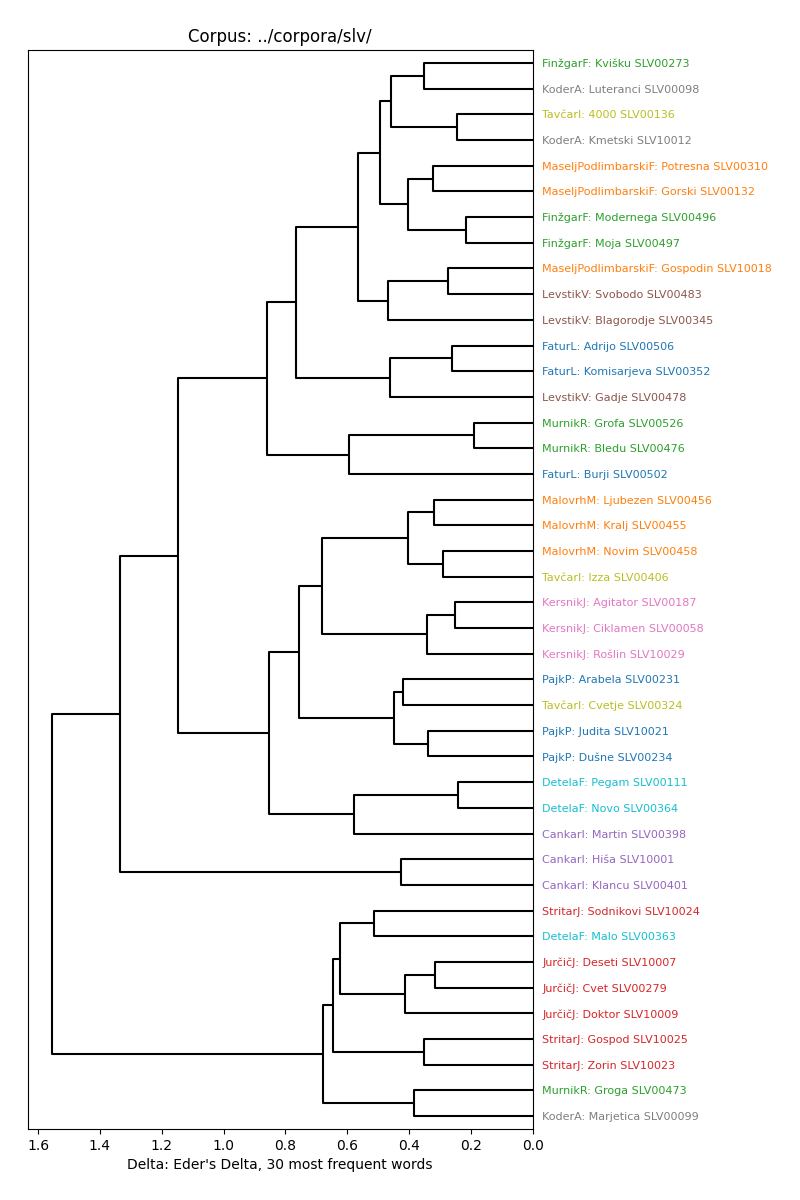 Corpus: ../corpora/slv/
FinžgarF: Kvišku SLV00273
KoderA: Luteranci SLV00098
TavčarI: 4000 SLV00136
KoderA: Kmetski SLV10012
MaseljPodlimbarskiF: Potresna SLV00310
MaseljPodlimbarskiF: Gorski SLV00132
FinžgarF: Modernega SLV00496
FinžgarF: Moja SLV00497
MaseljPodlimbarskiF: Gospodin SLV10018
LevstikV: Svobodo SLV00483
LevstikV: Blagorodje SLV00345
FaturL: Adrijo SLV00506
FaturL: Komisarjeva SLV00352
LevstikV: Gadje SLV00478
MurnikR: Grofa SLV00526
MurnikR: Bledu SLV00476
FaturL: Burji SLV00502
MalovrhM: Ljubezen SLV00456
MalovrhM: Kralj SLV00455
MalovrhM: Novim SLV00458
TavčarI: Izza SLV00406
KersnikJ: Agitator SLV00187
KersnikJ: Ciklamen SLV00058
KersnikJ: Rošlin SLV10029
PajkP: Arabela SLV00231
TavčarI: Cvetje SLV00324
PajkP: Judita SLV10021
PajkP: Dušne SLV00234
DetelaF: Pegam SLV00111
DetelaF: Novo SLV00364
CankarI: Martin SLV00398
CankarI: Hiša SLV10001
CankarI: Klancu SLV00401
StritarJ: Sodnikovi SLV10024
DetelaF: Malo SLV00363
JurčičJ: Deseti SLV10007
JurčičJ: Cvet SLV00279
JurčičJ: Doktor SLV10009
StritarJ: Gospod SLV10025
StritarJ: Zorin SLV10023
MurnikR: Groga SLV00473
KoderA: Marjetica SLV00099
1.6 1.4 1.2 1.0 0.8 0.6 0.4 0.2 0.0
Delta: Eder's Delta, 30 most frequent words